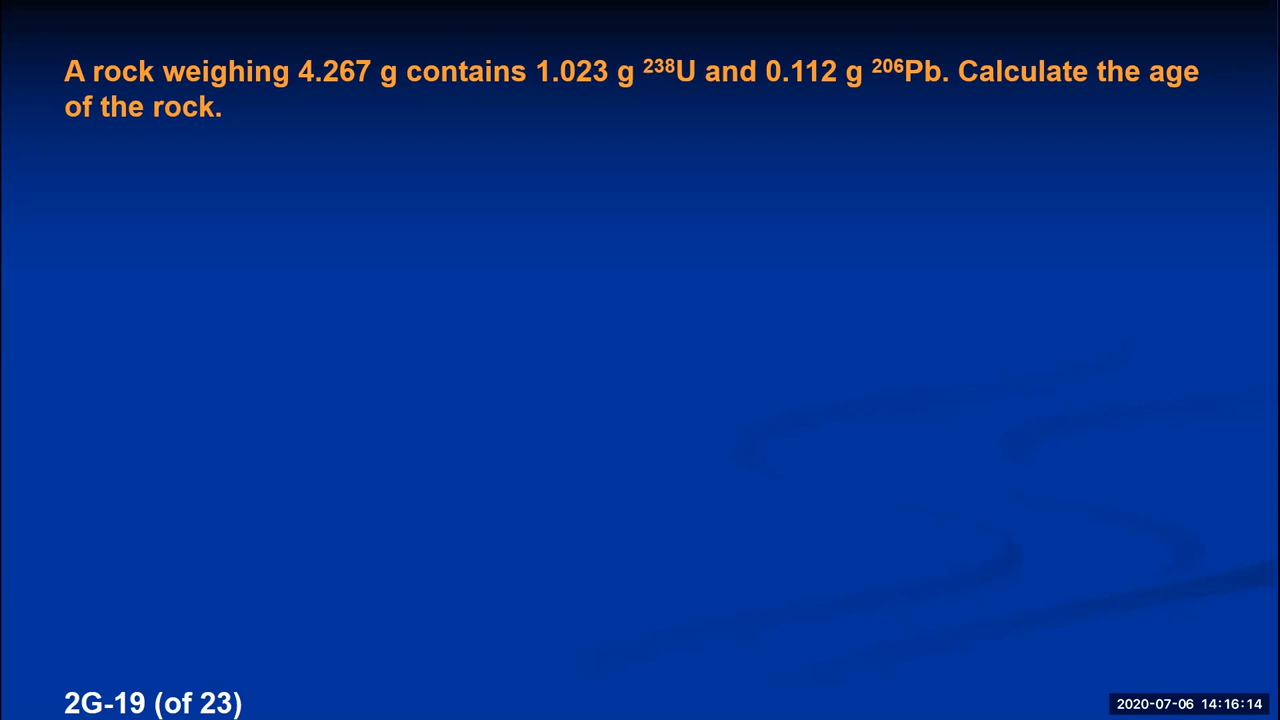 A rock weighing 4.267 g contains 1.023 g ²³⁸U and 0.112 g ²⁰⁶Pb. Calculate the age
of the rock.
2G-19 (of 23)
2020-07-06 14:16:14